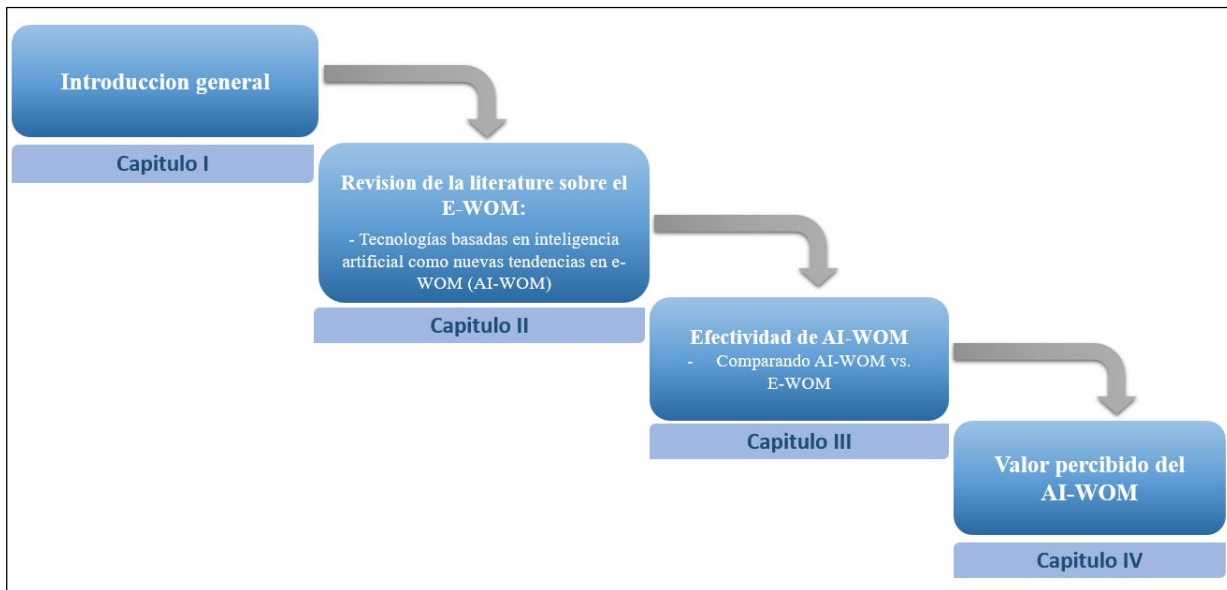 Introduccion general
Capitulo I
Revision de la literature sobre el
E-WOM:
- Tecnologías basadas en inteligencia
artificial como nuevas tendencias en e-
WOM (AI-WOM)
Capitulo II
Efectividad de AI-WOM
- Comparando AI-WOM vs.
E-WOM
Capitulo III
Valor percibido del
AI-WOM
Capitulo IV